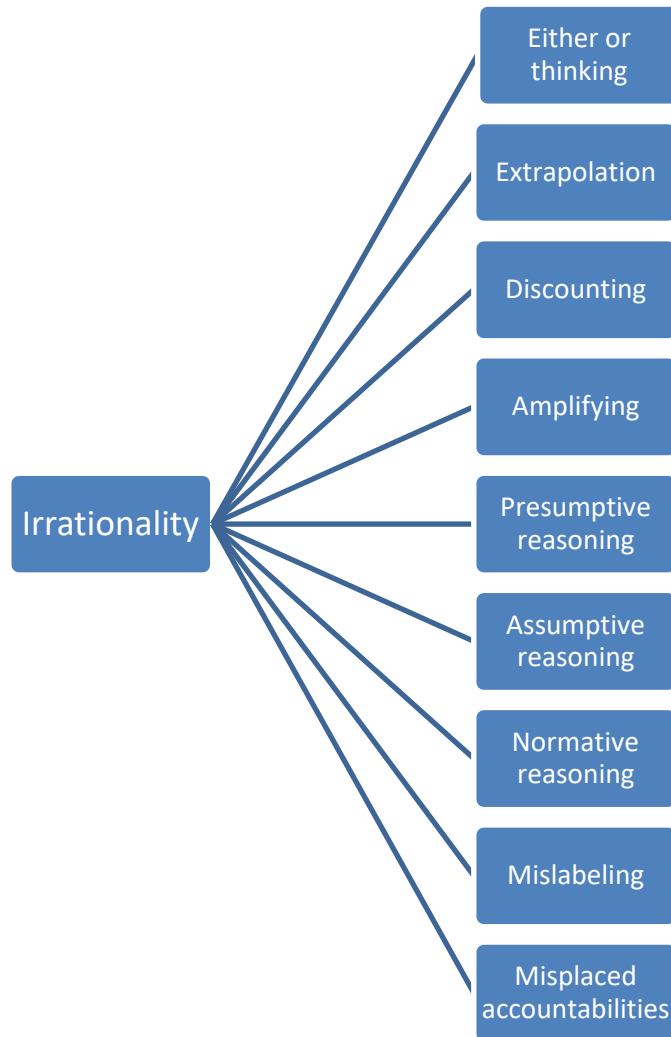 Either or
thinking
Extrapolation
Discounting
Amplifying
Irrationality
Presumptive
reasoning
Assumptive
reasoning
Normative
reasoning
Mislabeling
Misplaced
accountabilities